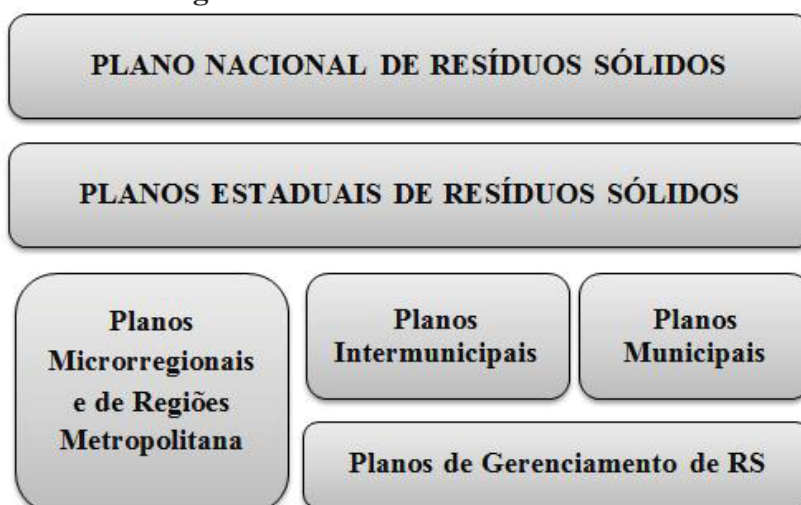 PLANO NACIONAL DE RESÍDUOS SÓLIDOS
PLANOS ESTADUAIS DE RESÍDUOS SÓLIDOS
Planos
Microrregionais
e de Regiões
Metropolitana
Planos
Intermunicipais
Planos
Municipais
Planos de Gerenciamento de RS